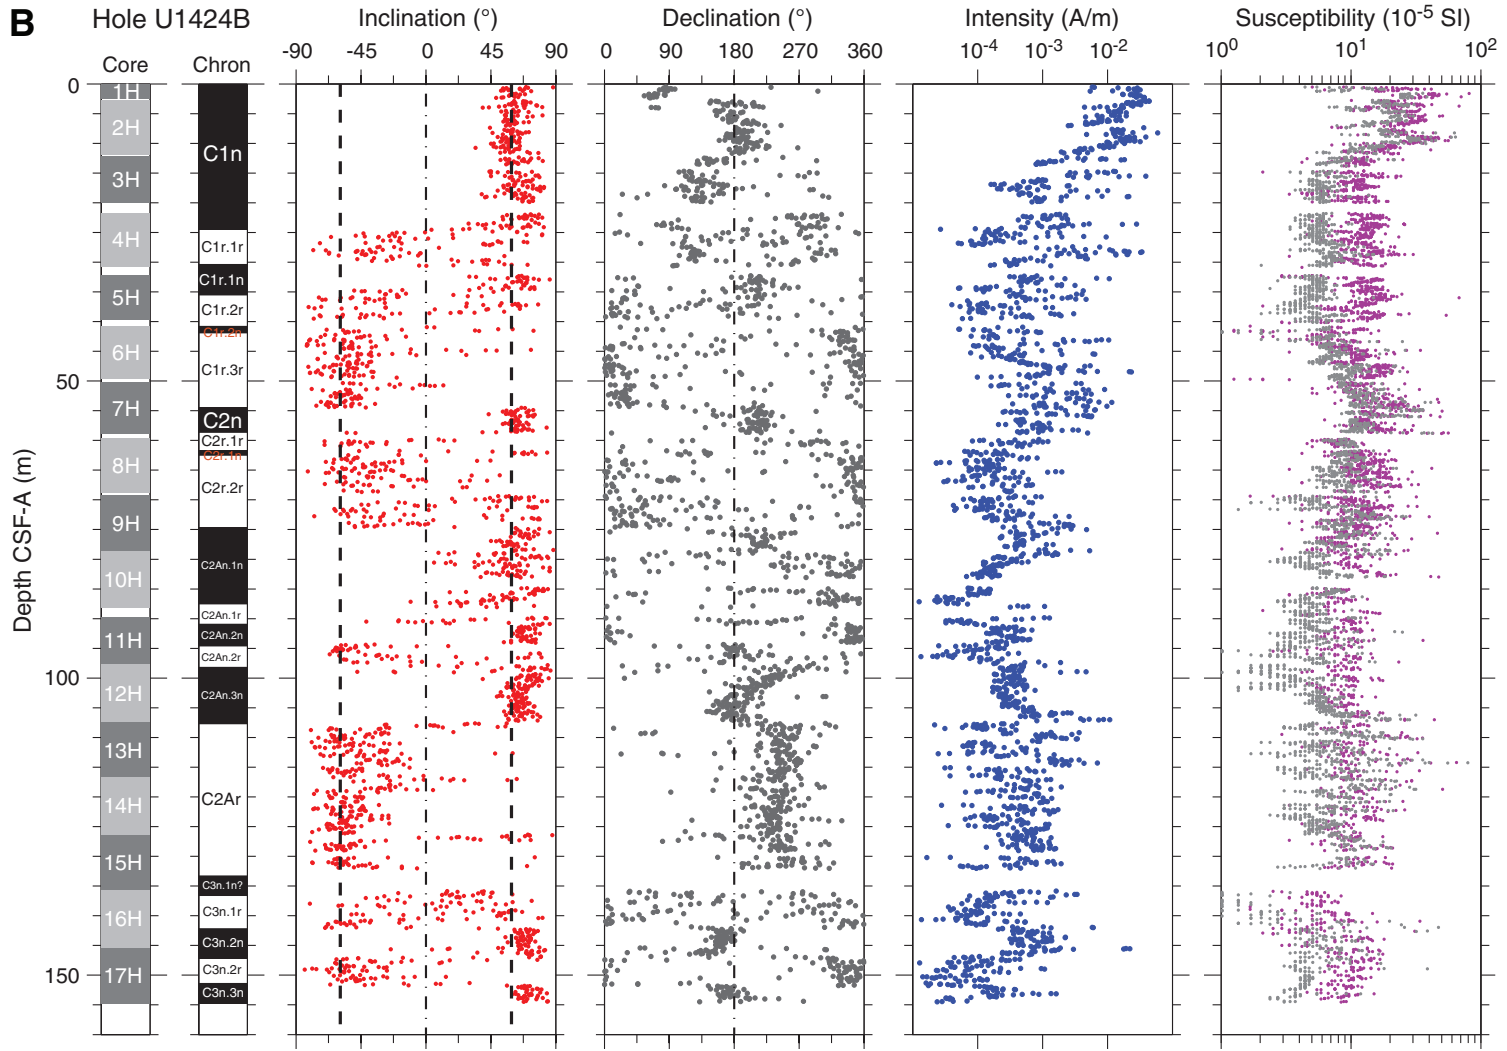 B
Hole U1424B
Inclination (°)
Declination (°)
Intensity (A/m)
Susceptibility (10-5 SI)
Core
Chron
-90 -45 0 45 90
0 90 180 270 360
10-4 10-3 10-2
100 101 102
Depth CSF-A (m)
0
50
100
150
1H
2H
3H
4H
5H
6H
7H
8H
9H
10H
11H
12H
13H
14H
15H
16H
17H
C1n
C1r.1r
C1r.1n
C1r.2r
C1r.2n
C1r.3r
C2n
C2r.1r
C2r.1n
C2r.2r
C2An.1n
C2An.1r
C2An.2n
C2An.2r
C2An.3n
C2Ar
C3n.1n?
C3n.1r
C3n.2n
C3n.2r
C3n.3n